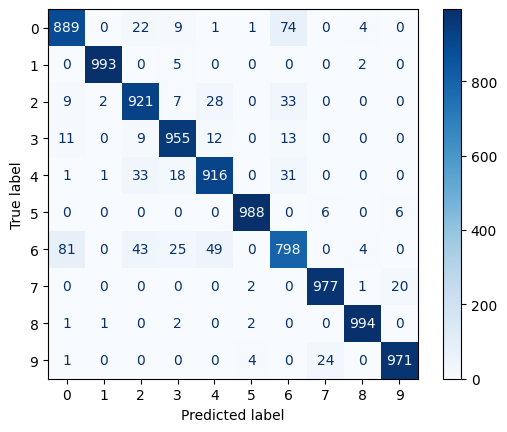 0 889 0 22 9 1 1 74 0 4 0
1 0 993 0 5 0 0 0 0 2 0
2 9 2 921 7 28 0 33 0 0 0
3 11 0 9 955 12 0 13 0 0 0
4 1 1 33 18 916 0 31 0 0 0
5 0 0 0 0 0 988 0 6 0 6
6 81 0 43 25 49 0 798 0 4 0
7 0 0 0 0 0 2 0 977 1 20
8 1 1 0 2 0 2 0 0 994 0
9 1 0 0 0 0 4 0 24 0 971
0 1 2 3 4 5 6 7 8 9
Predicted label
True label
800
600
400
200
0